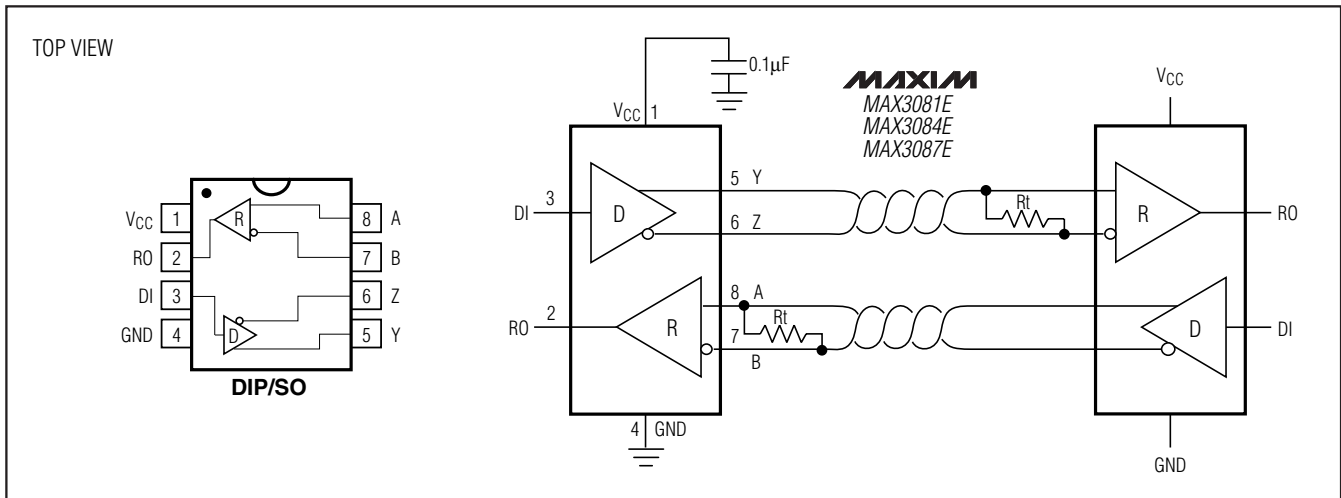 TOP VIEW
VCC 1
RO 2
DI 3
GND 4
8 A
7 B
6 Z
5 Y
R
D
DIP/SO
0.1µF
VCC 1
MAXIM
MAX3081E
MAX3084E
MAX3087E
VCC
DI 3
D
5 Y
6 Z
Rt
R
RO
RO 2
R
8 A
7
B
Rt
D
DI
4 GND
GND